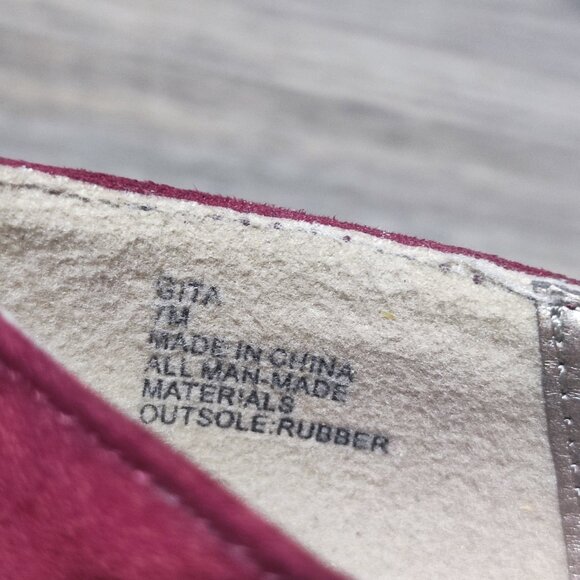 GITA
7M
MADE IN CHINA
ALL MAN-MADE
MATERIALS
OUTSOLE:RUBBER